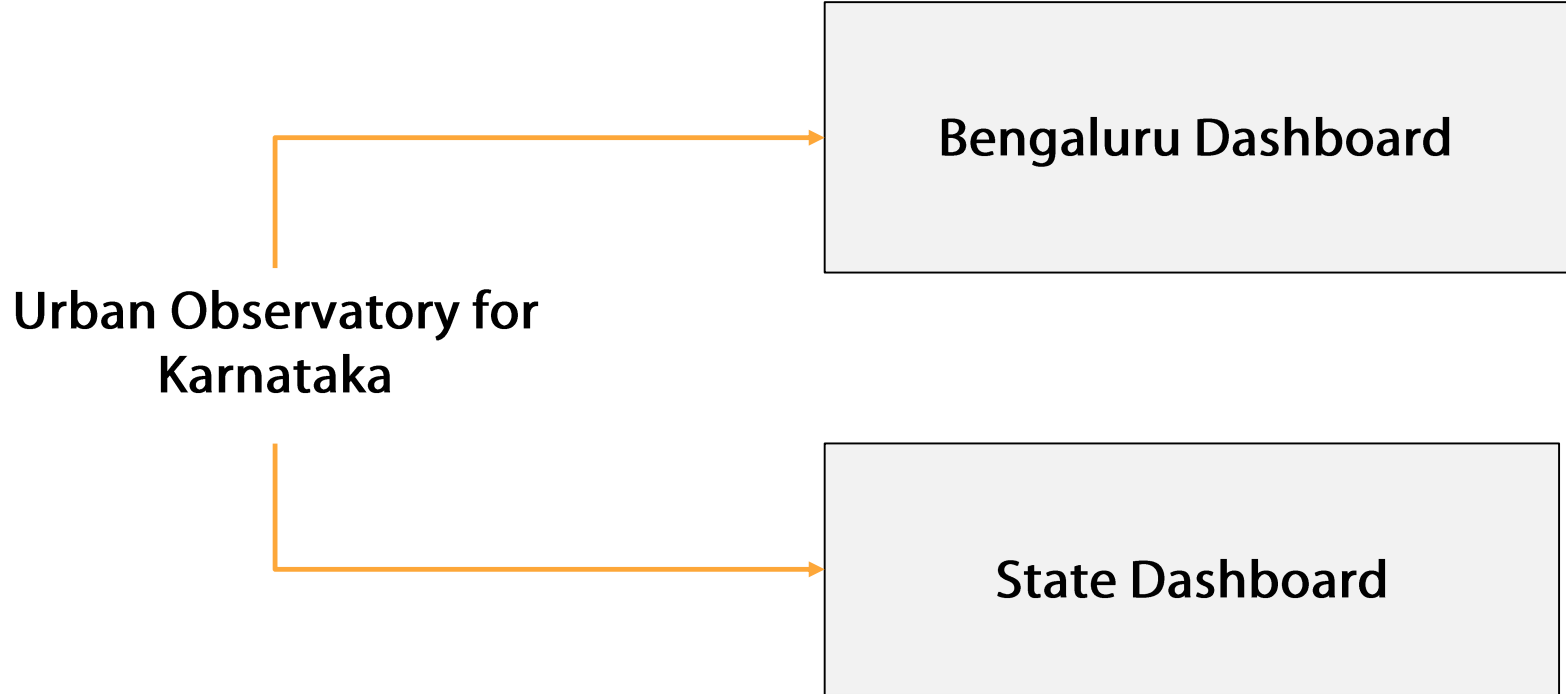 Bengaluru Dashboard
Urban Observatory for
Karnataka
State Dashboard